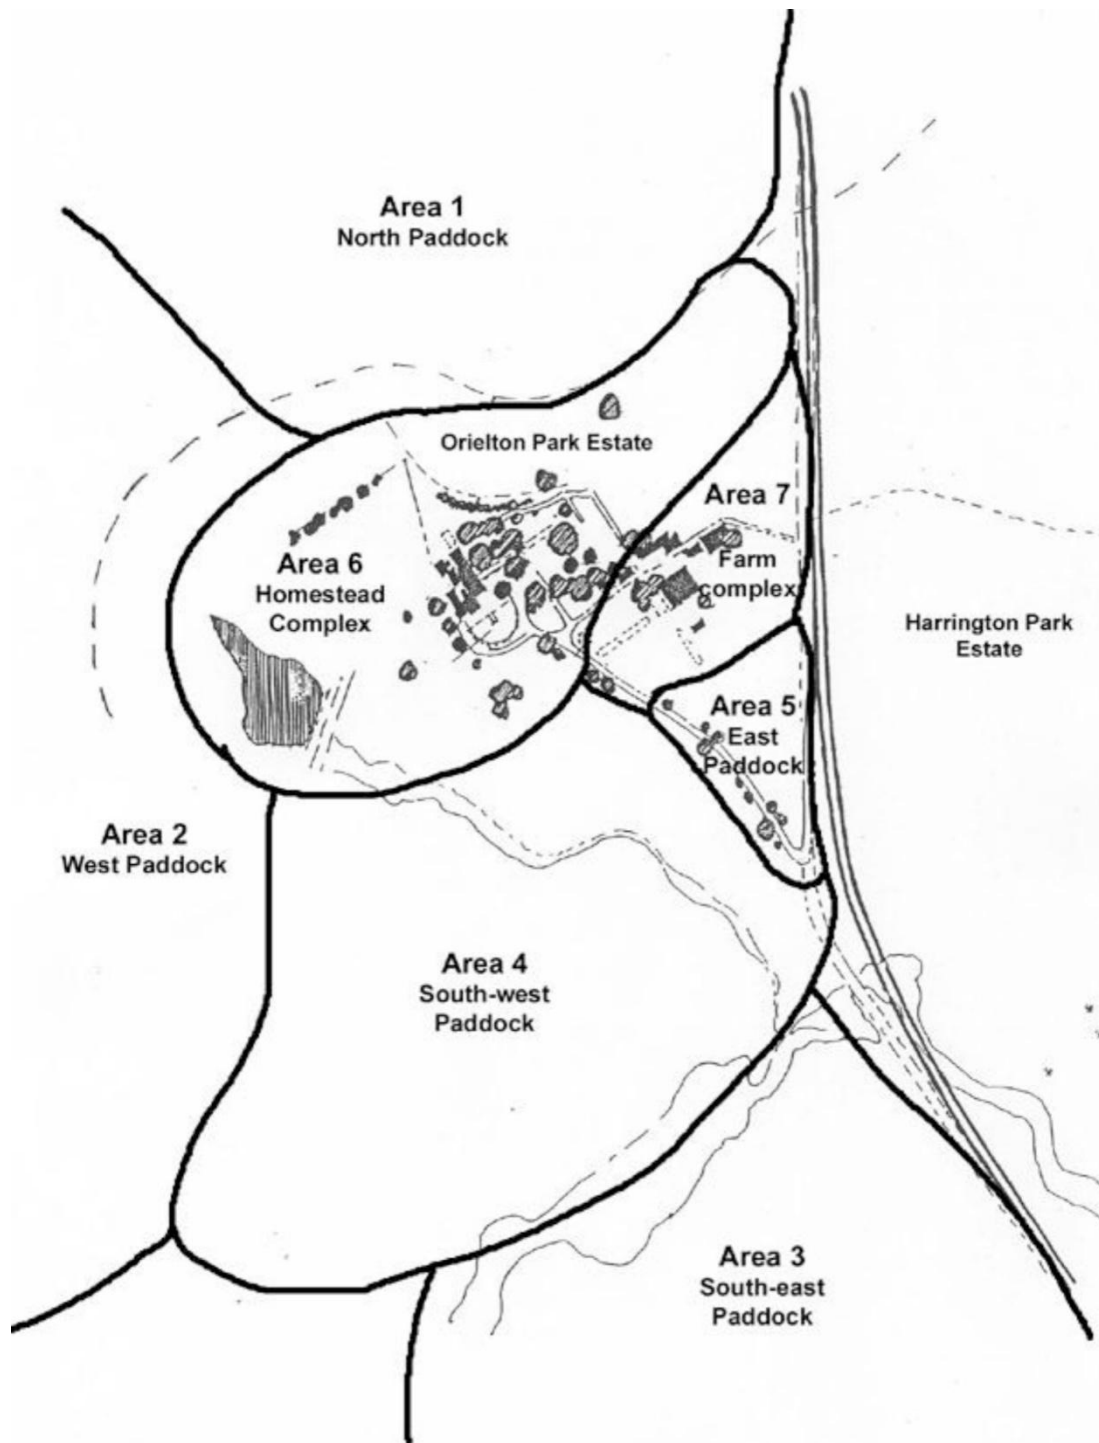 Area 1
North Paddock
Orielton Park Estate
Area 7
Farm
complex
Area 6
Homestead
Complex
Harrington Park
Estate
Area 5
East
Paddock
Area 2
West Paddock
Area 4
South-west
Paddock
Area 3
South-east
Paddock